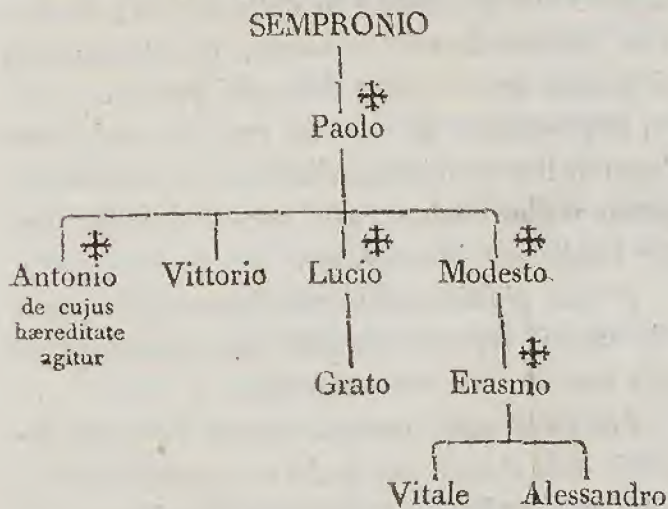 SEMPRONIO
Paolo
Antonio Vittorio Lucio Modesto
de cujus
hæreditate
agitur
Grato Erasmo
Vitale Alessandro